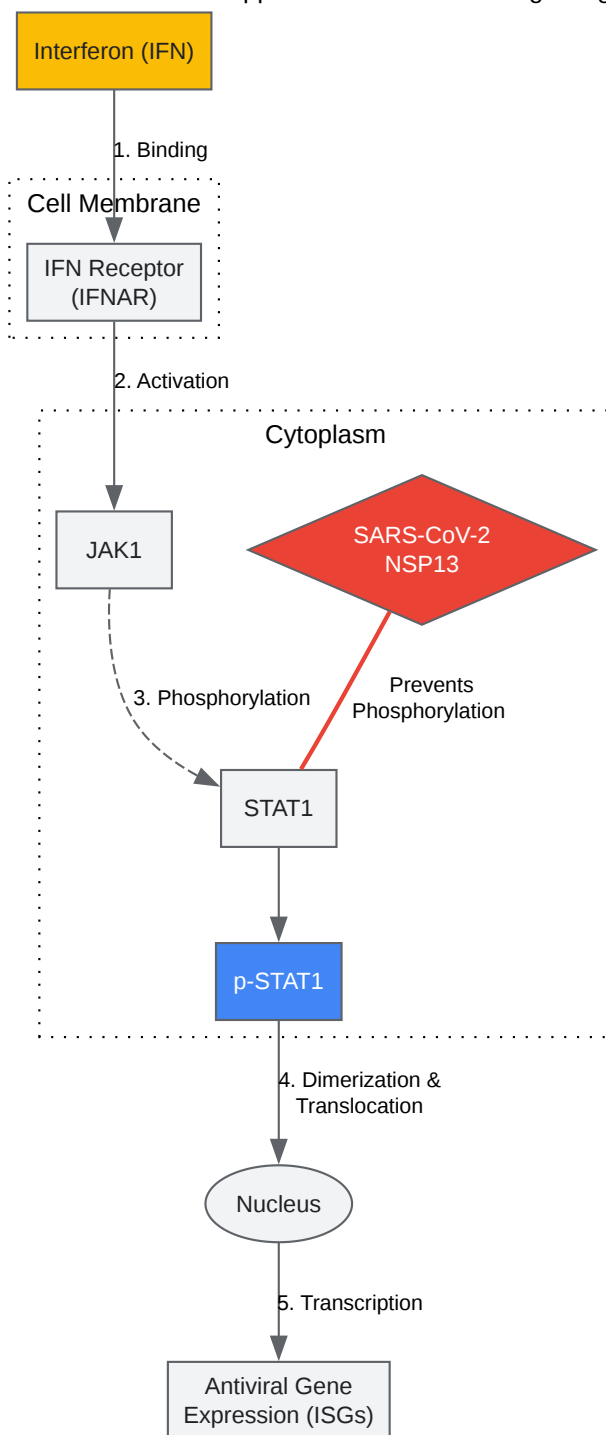 Interferon (IFN)
1. Binding
Cell Membrane
IFN Receptor
(IFNAR)
2. Activation
Cytoplasm
SARS-CoV-2
NSP13
JAK1
3. Phosphorylation
Prevents
Phosphorylation
STAT1
p-STAT1
4. Dimerization &
Translocation
Nucleus
5. Transcription
Antiviral Gene
Expression (ISGs)